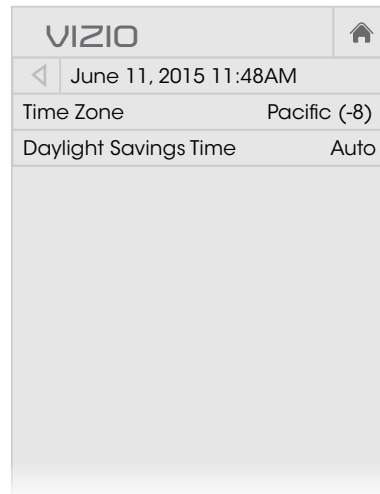 VIZIO
June 11, 2015 11:48AM
Time Zone Pacific (-8)
Daylight Savings Time Auto